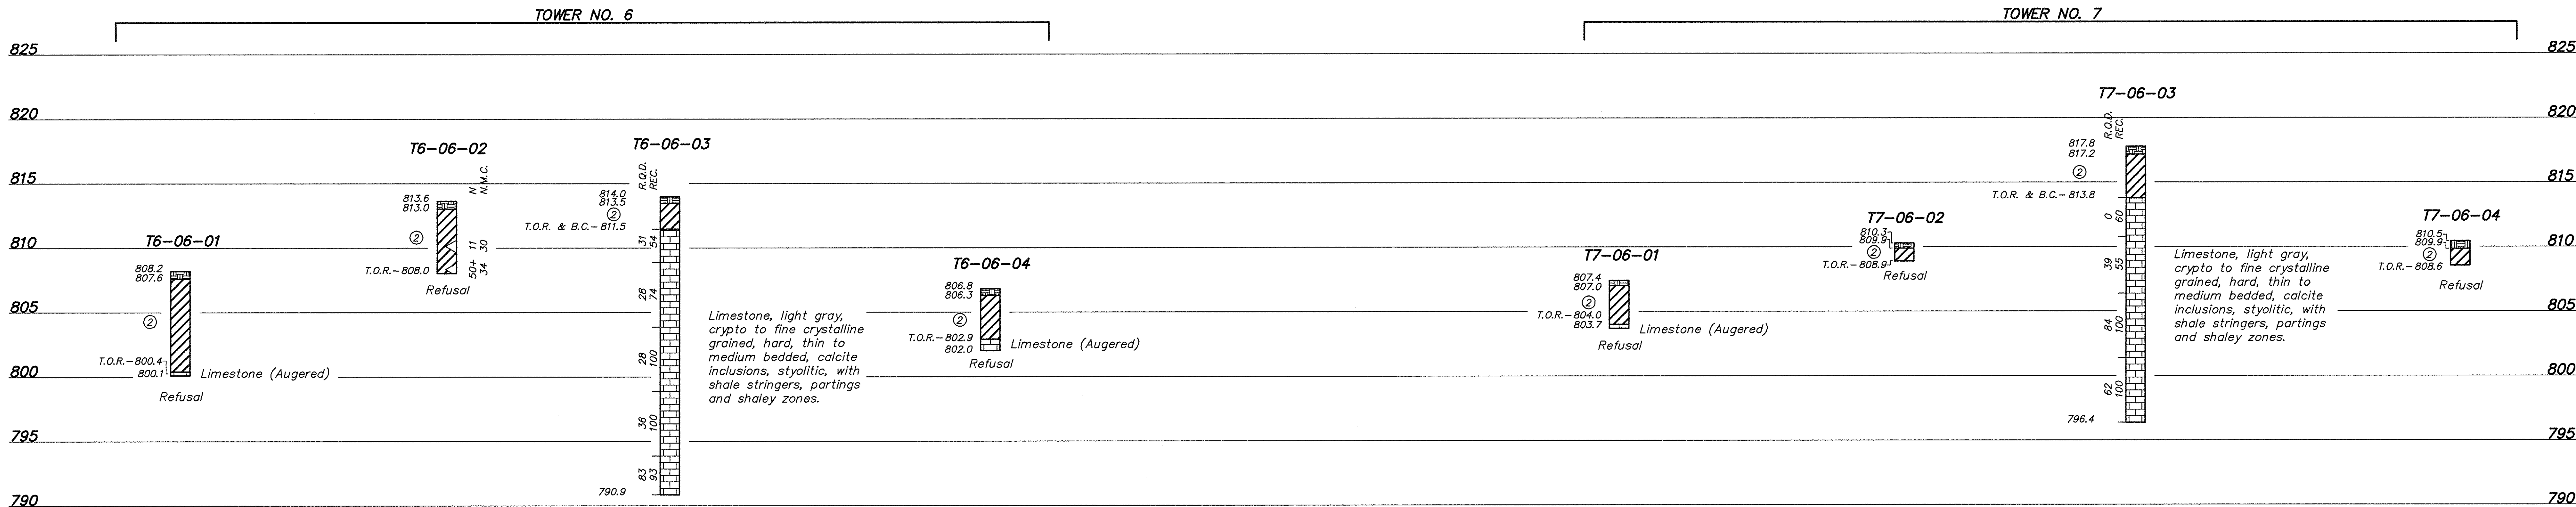 TOWER NO. 6
TOWER NO. 7
825
825
820
820
815
815
810
810
805
805
800
800
795
795
790
790
T6-06-01
808.2
807.6
2
T.O.R.-800.4
800.1
Limestone (Augered)
Refusal
T6-06-02
N
N.M.C.
813.6
813.0
2
11
30
T.O.R.-808.0
50+
34
Refusal
T6-06-03
R.Q.D.
REC.
814.0
813.5
2
T.O.R. & B.C.-811.5
31
54
28
74
28
100
36
100
83
93
790.9
Limestone, light gray,
crypto to fine crystalline
grained, hard, thin to
medium bedded, calcite
inclusions, styolitic, with
shale stringers, partings
and shaley zones.
T6-06-04
806.8
806.3
2
T.O.R.-802.9
802.0
Limestone (Augered)
Refusal
T7-06-01
807.4
807.0
2
T.O.R.-804.0
803.7
Limestone (Augered)
Refusal
T7-06-02
810.3
809.9
2
T.O.R.-808.9
Refusal
T7-06-03
R.Q.D.
REC.
817.8
817.2
2
T.O.R. & B.C.-813.8
0
60
39
55
84
100
62
100
796.4
Limestone, light gray,
crypto to fine crystalline
grained, hard, thin to
medium bedded, calcite
inclusions, styolitic, with
shale stringers, partings
and shaley zones.
T7-06-04
810.5
809.9
2
T.O.R.-808.6
Refusal